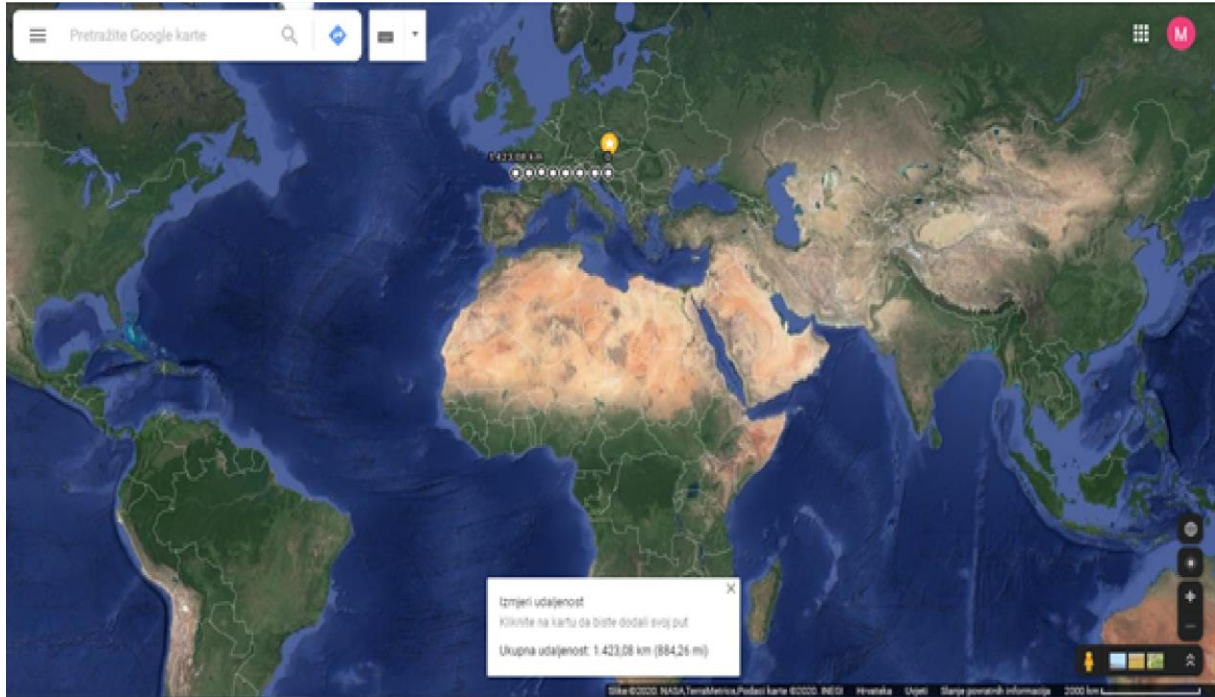 Pretražite Google karte
M
1.423,08 km
Izmjeri udaljenost
Kliknite na kartu da biste dodali svoj put
Ukupna udaljenost: 1.423,08 km (884,26 mi)
Slike ©2020. NASA,TerraMetrics,Podaci karte ©2020. INEGI Hrvatska Uvjeti Slanje povratnih informacija 2000 km